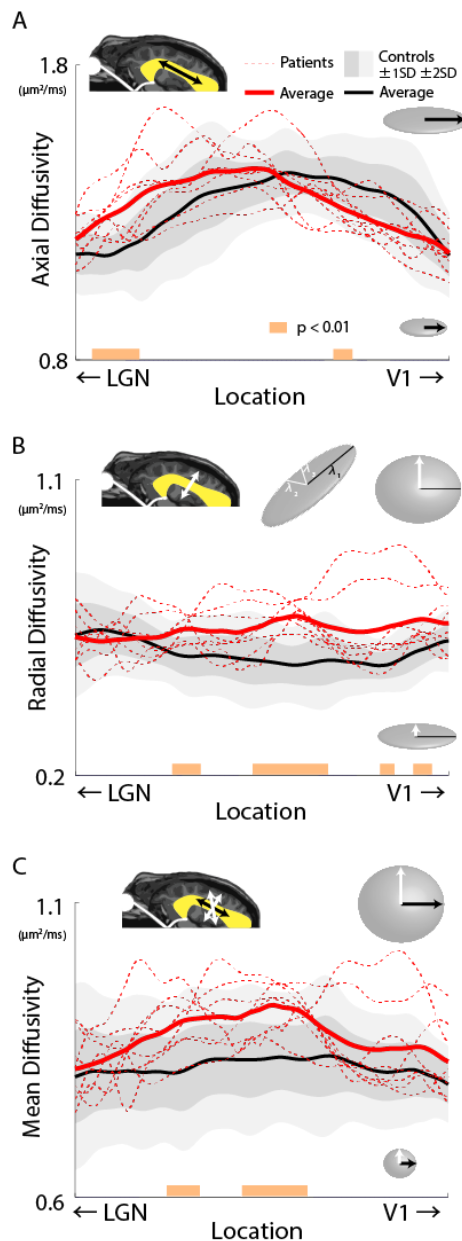 A
1.8
(μm²/ms)
Patients
Controls
±1SD ±2SD
Average
Average
Axial Diffusivity
p < 0.01
0.8
← LGN
V1 →
Location
B
1.1
(μm²/ms)
λ₁
λ₂
λ₃
Radial Diffusivity
0.2
← LGN
V1 →
Location
C
1.1
(μm²/ms)
Mean Diffusivity
0.6
← LGN
V1 →
Location